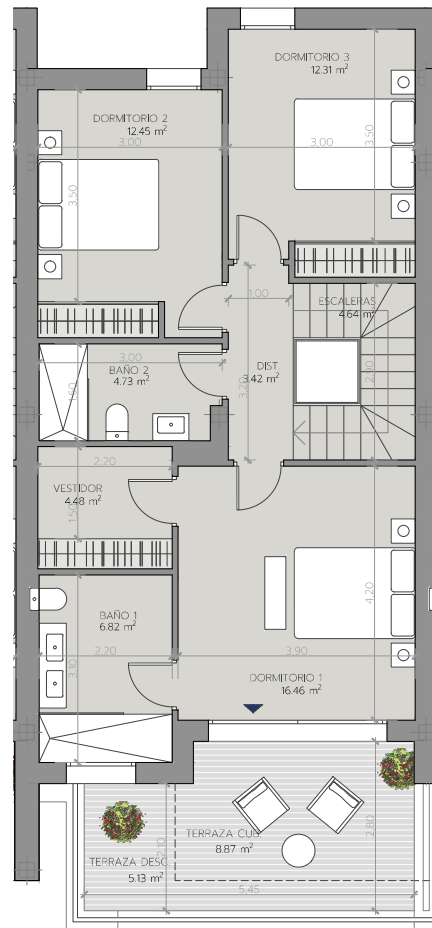 DORMITORIO 3
12.31 m²
3,50
3,00
DORMITORIO 2
12.45 m²
3,00
3,50
1,00
ESCALERAS
4.64 m²
2,90
DIST.
3.42 m²
3,20
3,00
BAÑO 2
4.73 m²
2,20
VESTIDOR
4.48 m²
1,50
4,20
BAÑO 1
6.82 m²
2,20
3,10
3,90
DORMITORIO 1
16.46 m²
TERRAZA CUB.
8.87 m²
2,80
2,10
TERRAZA DESC.
5.13 m²
5,45